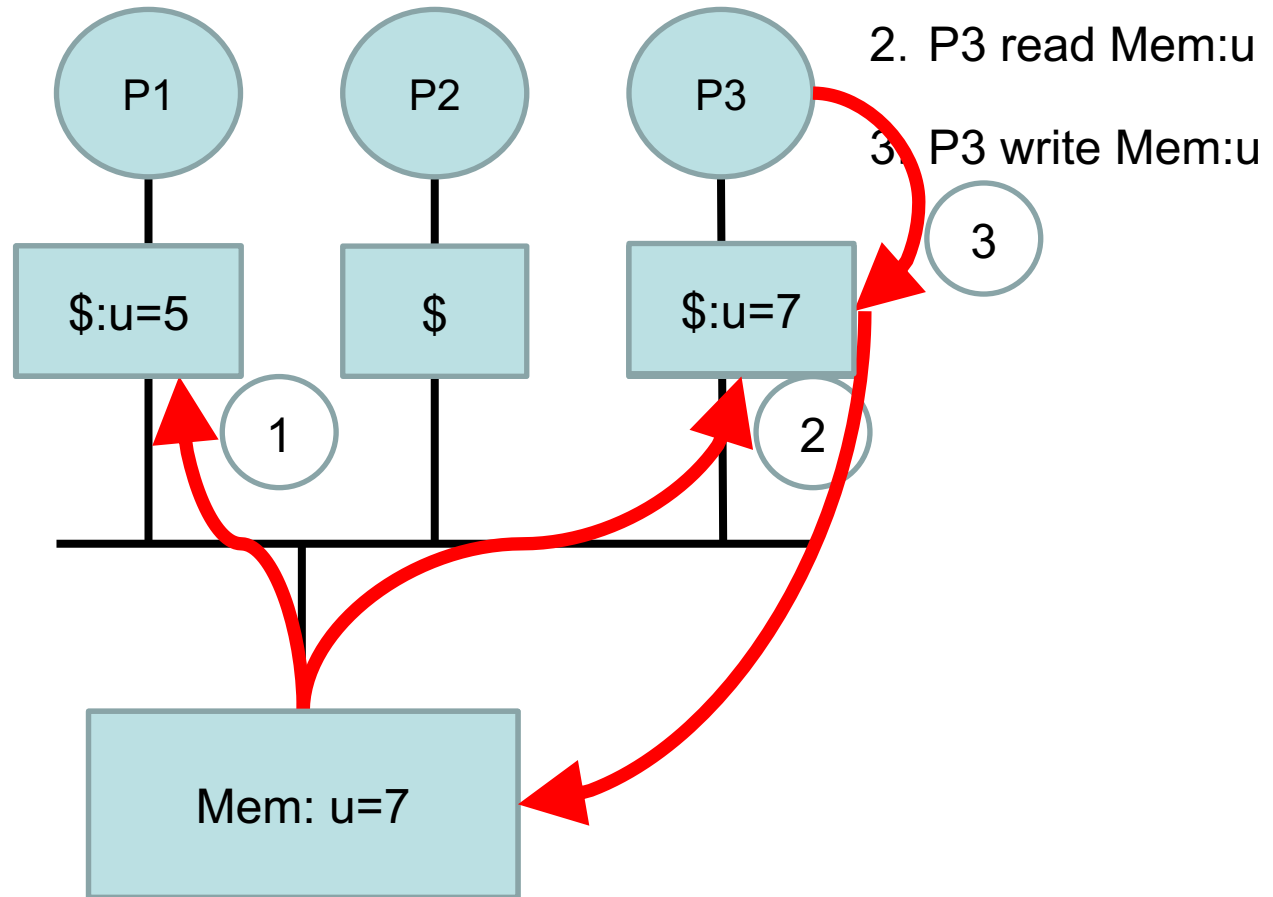 P1
P2
P3
2. P3 read Mem:u
3. P3 write Mem:u
3
$:u=5
$
$:u=7
1
2
Mem: u=7